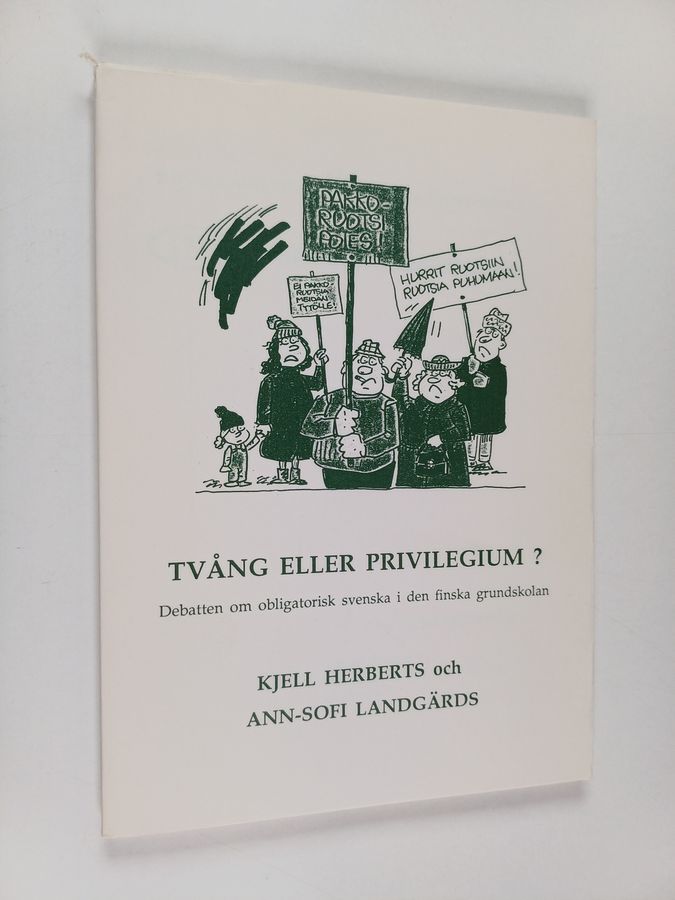 PAKKO-
RUOTSI
POIES!
EI PAKKO-
RUOTSIA
MEIDÄN
TYTÖLLE!
HURRIT RUOTSIIN
RUOTSIA PUHUMAAN!
TVÅNG ELLER PRIVILEGIUM ?
Debatten om obligatorisk svenska i den finska grundskolan
KJELL HERBERTS och
ANN-SOFI LANDGÄRDS